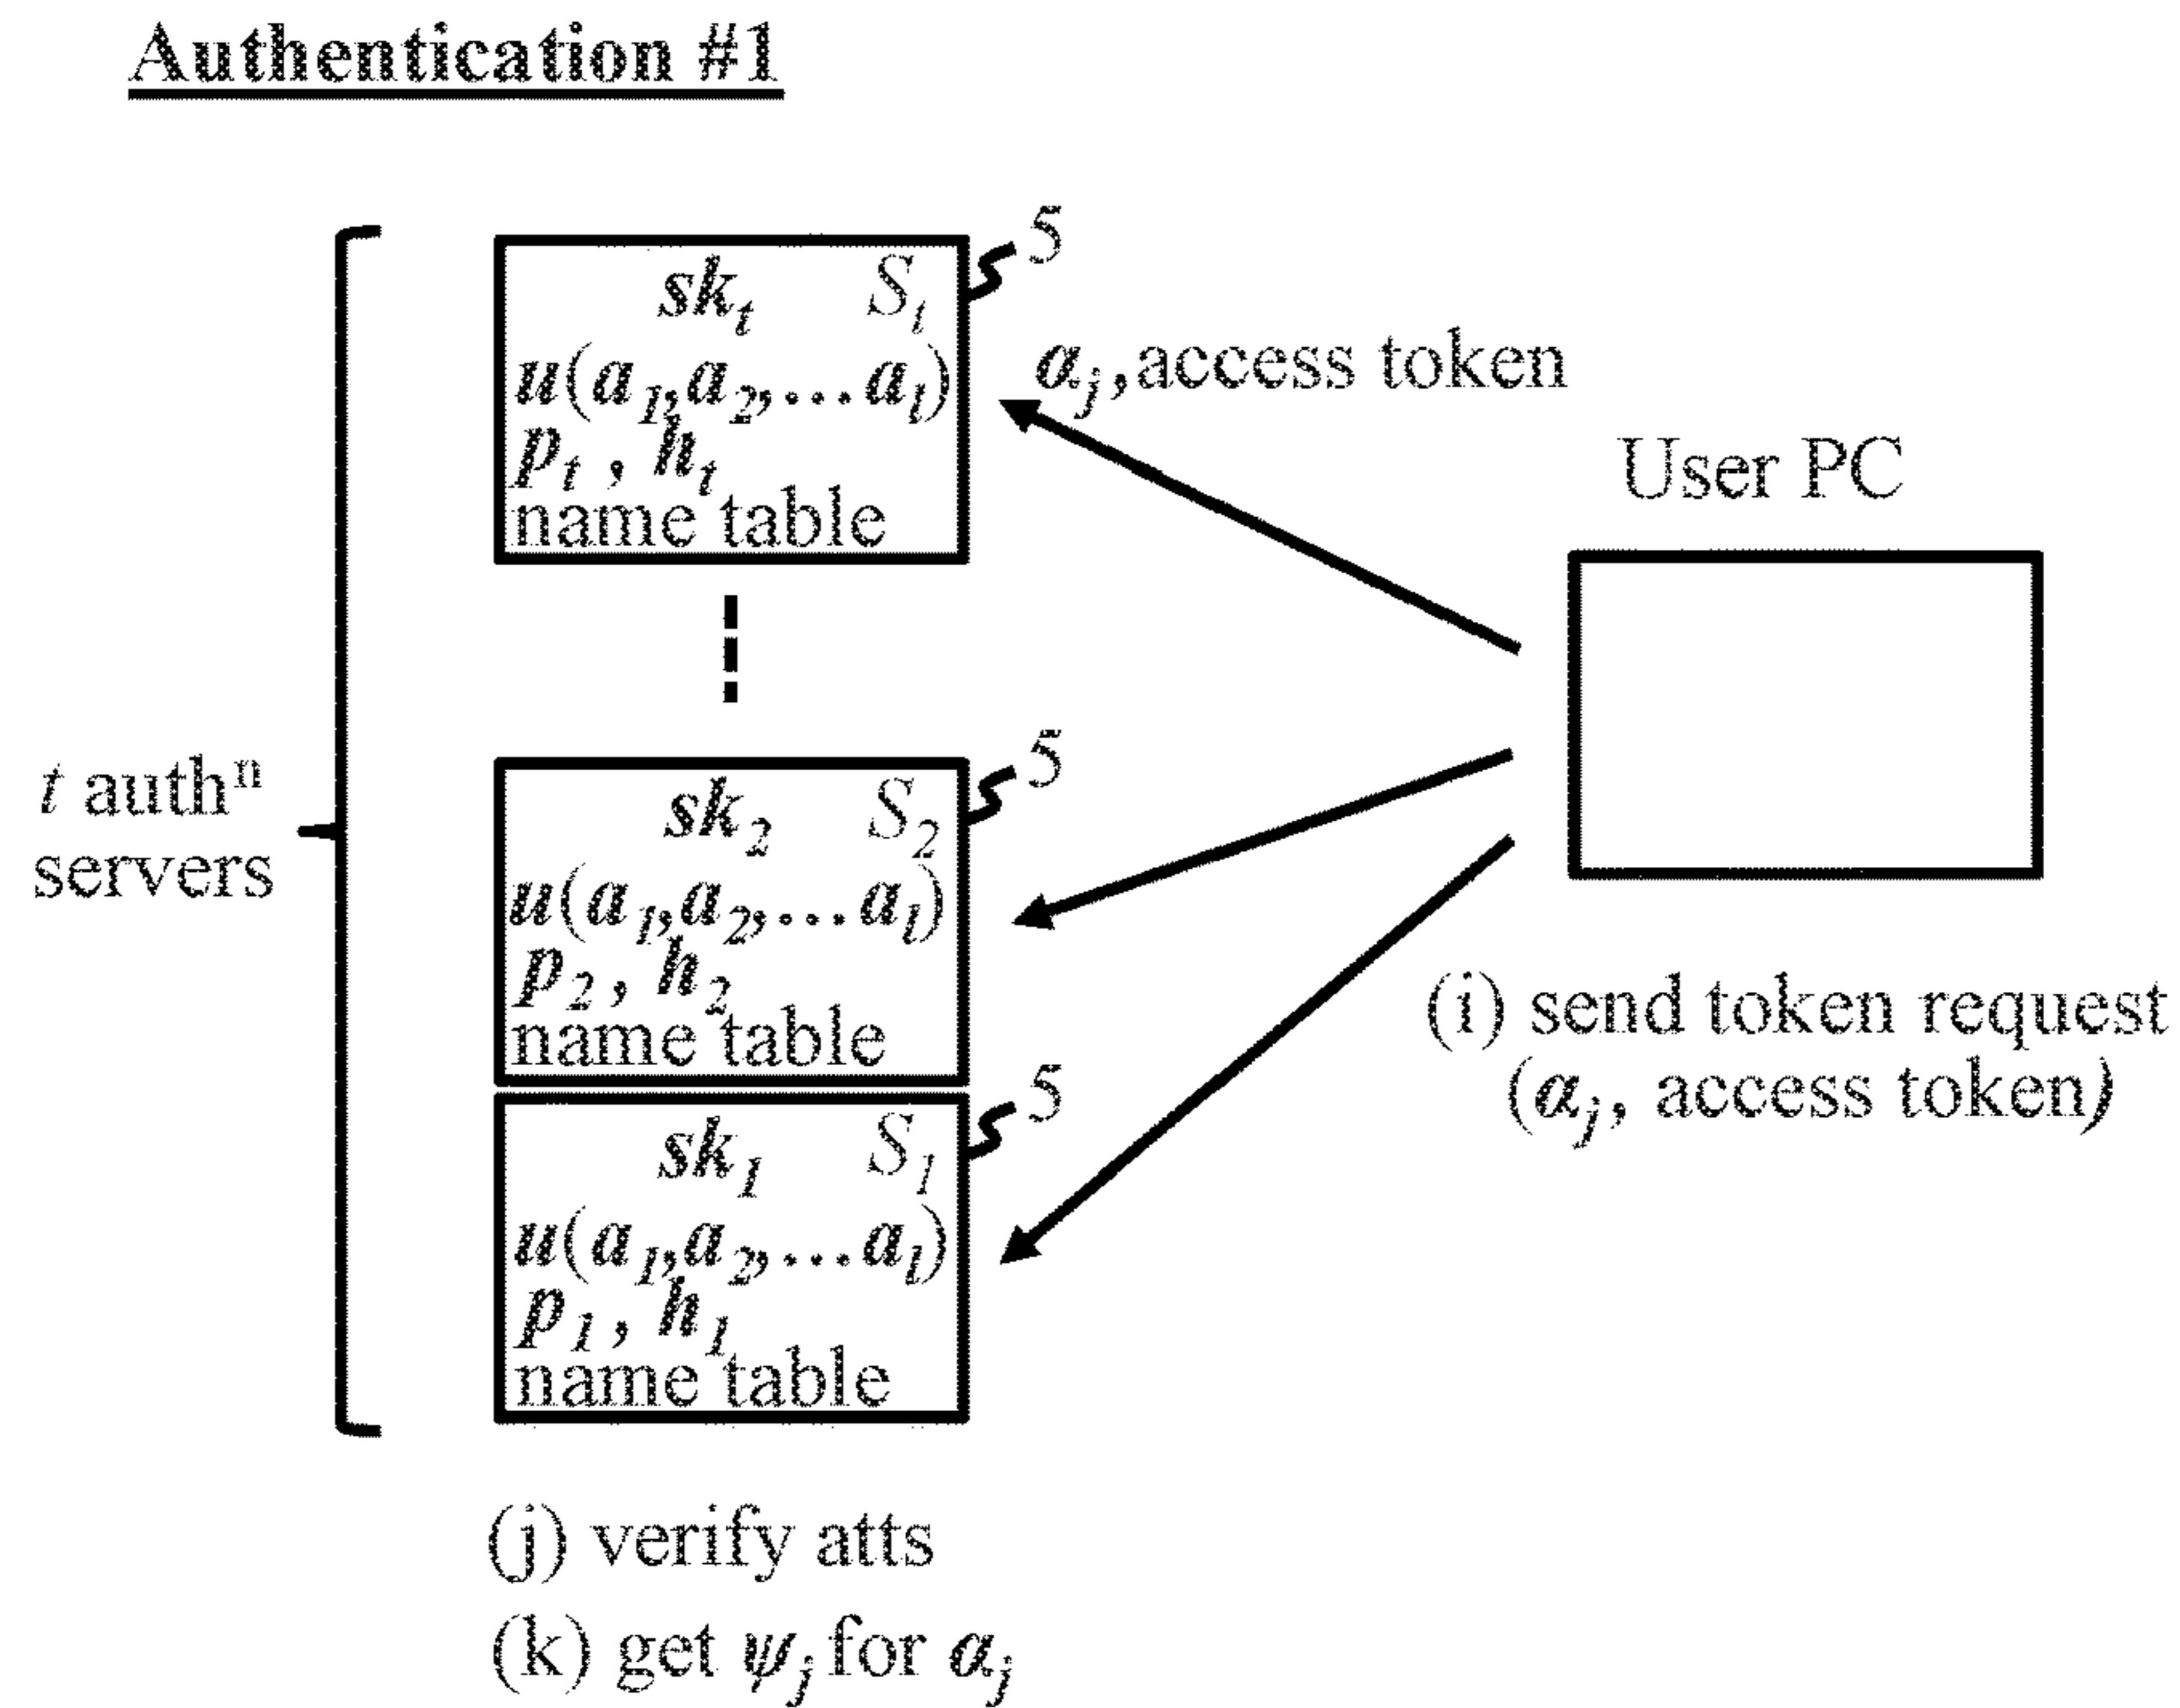 Authentication #1
5
sk_t S_t
u(a_1,a_2,...a_l)
p_t , h_t
name table
α_j,access token
User PC
t authⁿ
servers
5
sk_2 S_2
u(a_1,a_2,...a_l)
p_2 , h_2
name table
(i) send token request
(α_j, access token)
5
sk_1 S_1
u(a_1,a_2,...a_l)
p_1 , h_1
name table
(j) verify atts
(k) get ψ_j for α_j